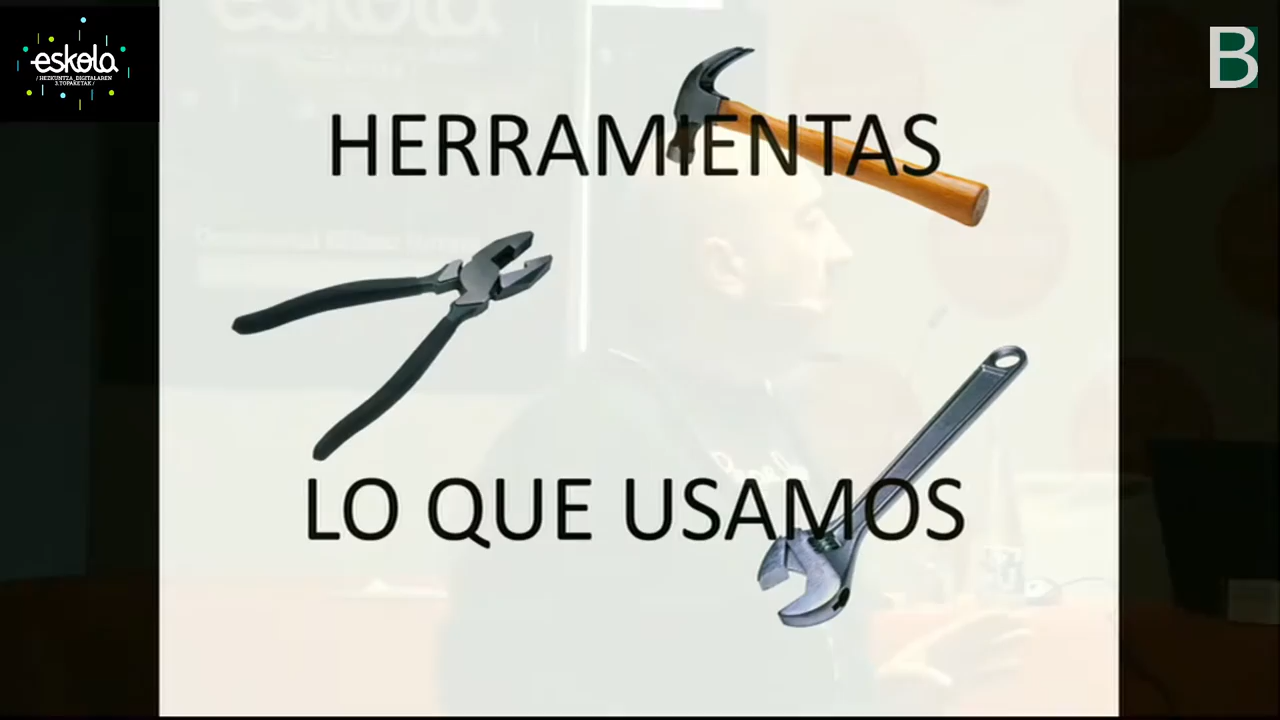 eskola
/ HEZKUNTZA_DIGITALAREN
3.TOPAKETAK /
B
HERRAMIENTAS
LO QUE USAMOS